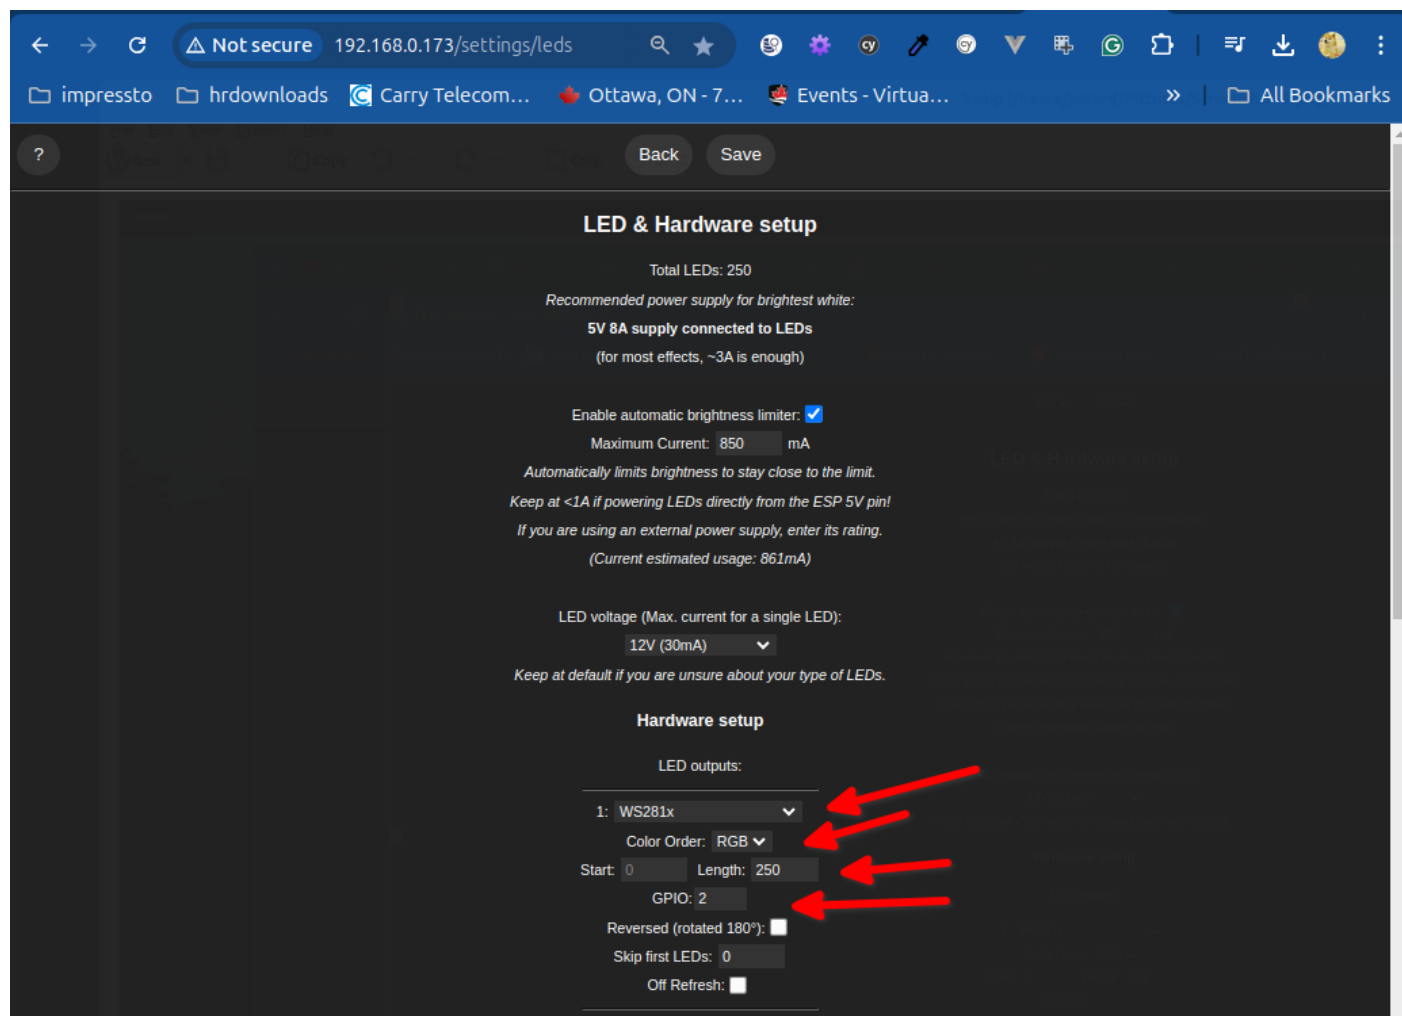 Not secure 192.168.0.173/settings/leds
impressto hrdownloads Carry Telecom... Ottawa, ON - 7... Events - Virtua... » All Bookmarks
? Back Save
LED & Hardware setup
Total LEDs: 250
Recommended power supply for brightest white:
5V 8A supply connected to LEDs
(for most effects, ~3A is enough)
Enable automatic brightness limiter:
Maximum Current: 850 mA
Automatically limits brightness to stay close to the limit.
Keep at <1A if powering LEDs directly from the ESP 5V pin!
If you are using an external power supply, enter its rating.
(Current estimated usage: 861mA)
LED voltage (Max. current for a single LED):
12V (30mA)
Keep at default if you are unsure about your type of LEDs.
Hardware setup
LED outputs:
1: WS281x
Color Order: RGB
Start: 0 Length: 250
GPIO: 2
Reversed (rotated 180°):
Skip first LEDs: 0
Off Refresh: